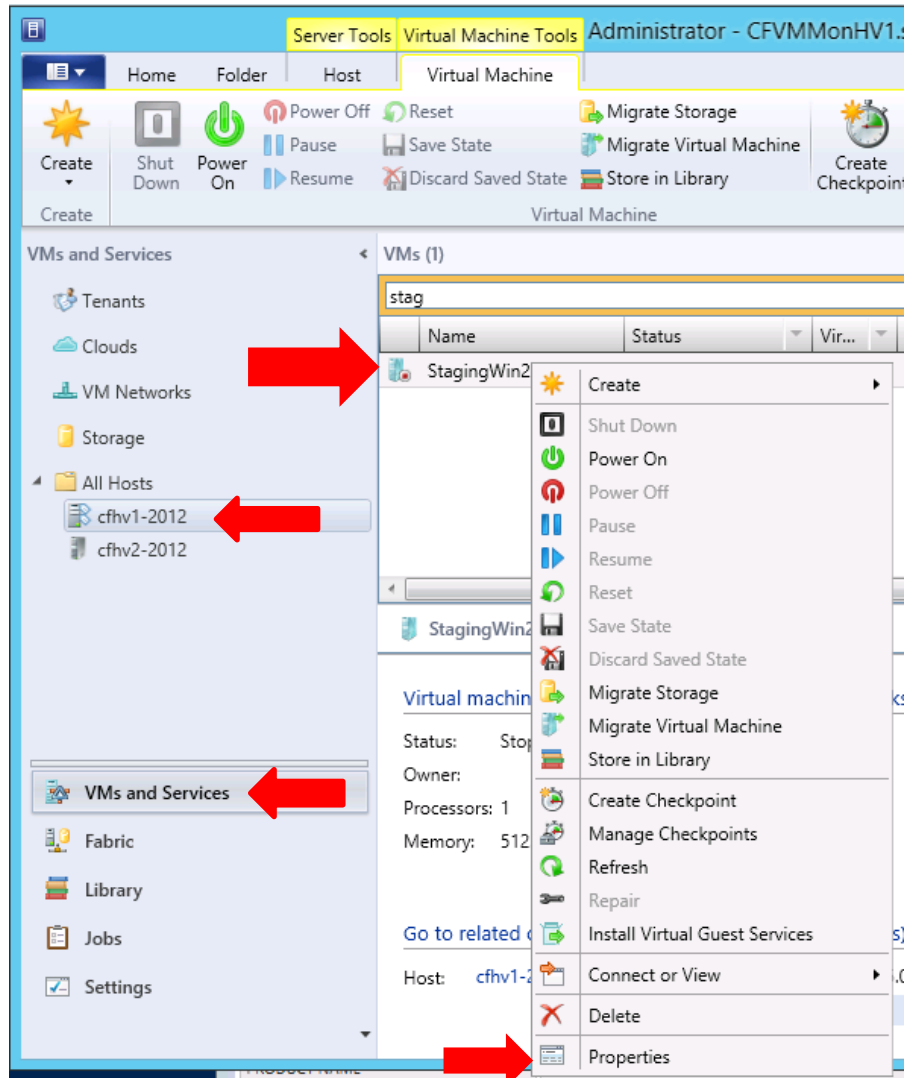 Server Tools Virtual Machine Tools Administrator - CFVMMonHV1.s
Home Folder Host Virtual Machine
Create
Shut Down
Power On
Power Off
Pause
Resume
Reset
Save State
Discard Saved State
Migrate Storage
Migrate Virtual Machine
Store in Library
Create Checkpoint
Create
Virtual Machine
VMs and Services
Tenants
Clouds
VM Networks
Storage
All Hosts
cfhv1-2012
cfhv2-2012
VMs and Services
Fabric
Library
Jobs
Settings
VMs (1)
stag
Name Status Vir...
StagingWin2
StagingWin2
Virtual machin
Status: Stop
Owner:
Processors: 1
Memory: 512
Go to related
Host: cfhv1-2
Create
Shut Down
Power On
Power Off
Pause
Resume
Reset
Save State
Discard Saved State
Migrate Storage
Migrate Virtual Machine
Store in Library
Create Checkpoint
Manage Checkpoints
Refresh
Repair
Install Virtual Guest Services
Connect or View
Delete
Properties
PRODUCT NAME